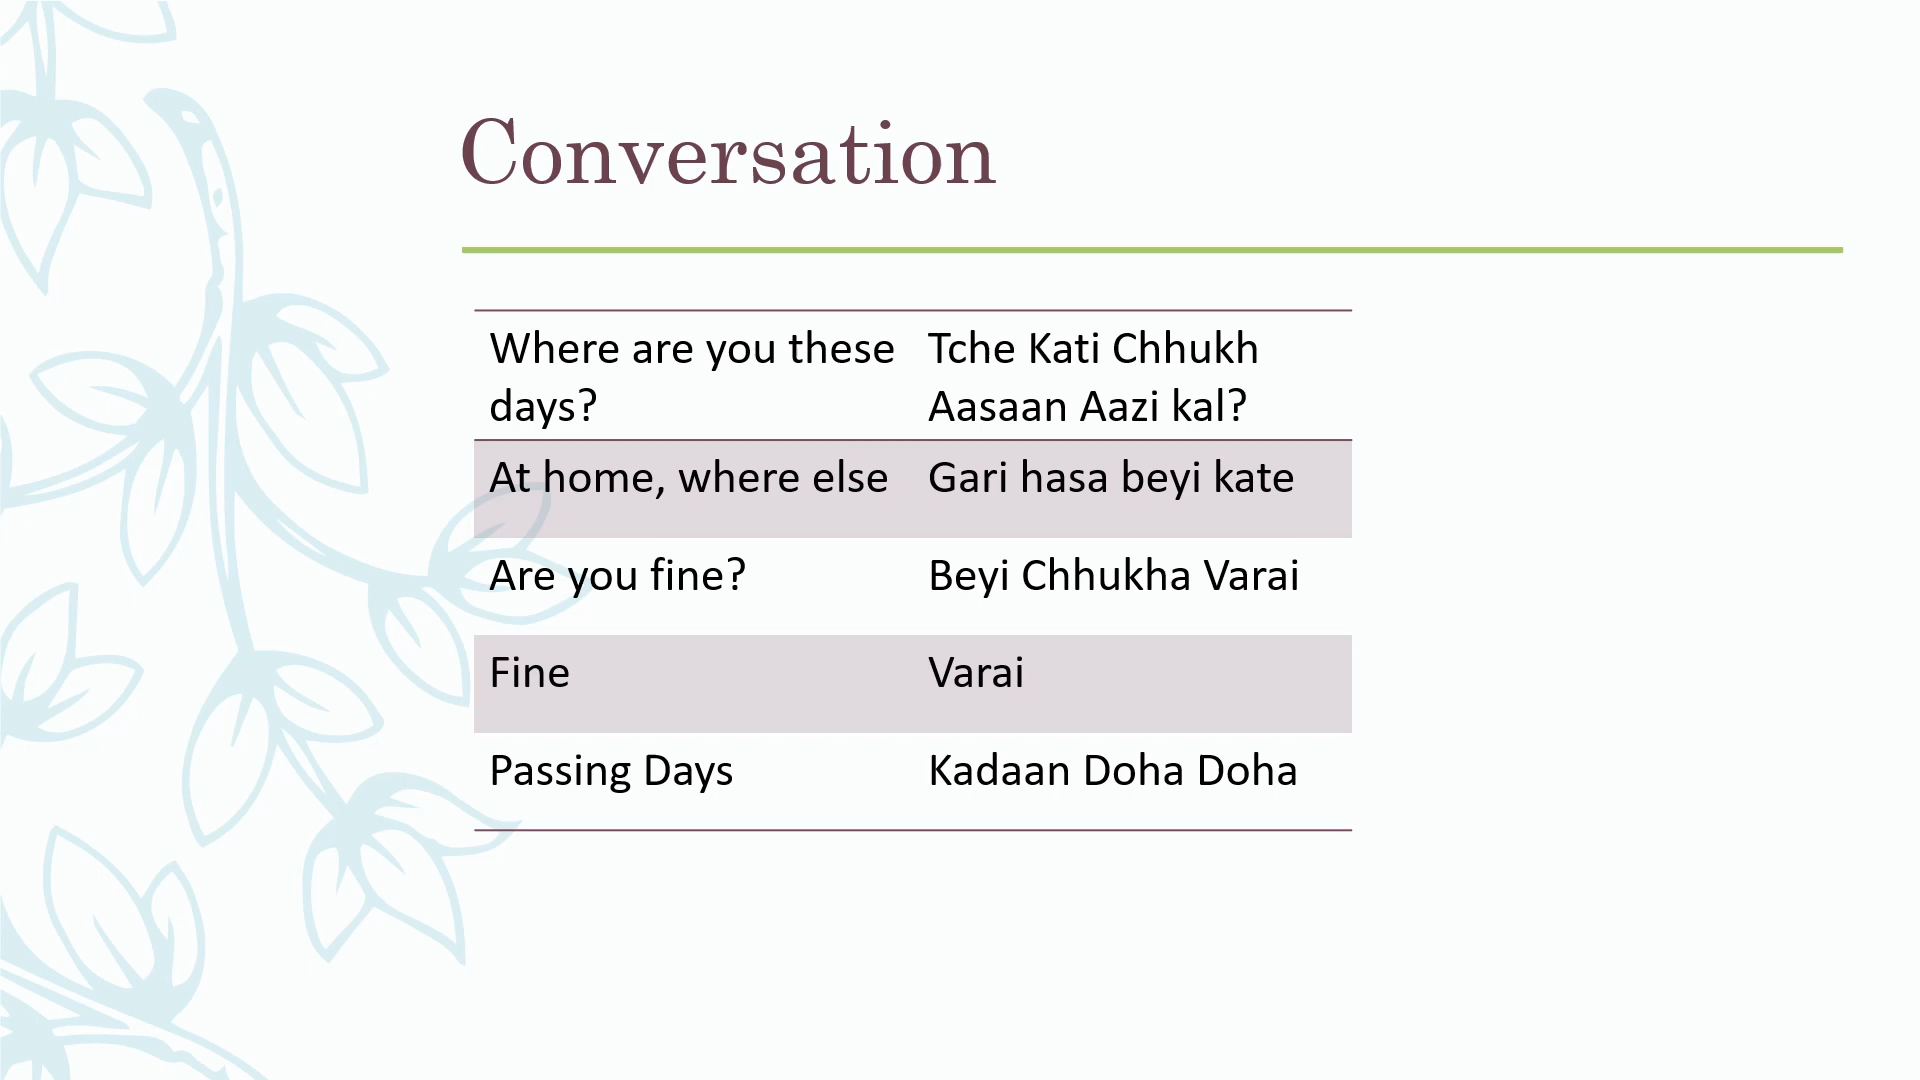 Conversation
Where are you these
days?
Tche Kati Chhukh
Aasaan Aazi kal?
At home, where else
Gari hasa beyi kate
Are you fine?
Beyi Chhukha Varai
Fine
Varai
Passing Days
Kadaan Doha Doha